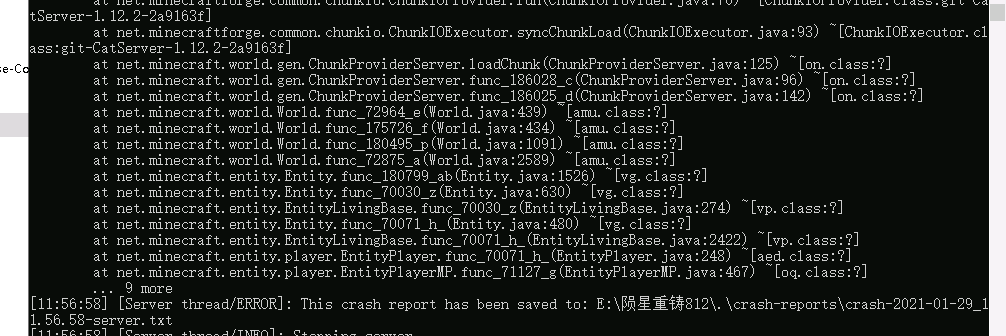 at net.minecraftforge.common.chunkio.ChunkIOProvider.run(ChunkIOProvider.java:70) ~[ChunkIOProvider.class:git-Ca
tServer-1.12.2-2a9163f]
at net.minecraftforge.common.chunkio.ChunkIOExecutor.syncChunkLoad(ChunkIOExecutor.java:93) ~[ChunkIOExecutor.cl
ass:git-CatServer-1.12.2-2a9163f]
se-Co
at net.minecraft.world.gen.ChunkProviderServer.loadChunk(ChunkProviderServer.java:125) ~[on.class:?]
at net.minecraft.world.gen.ChunkProviderServer.func_186028_c(ChunkProviderServer.java:96) ~[on.class:?]
at net.minecraft.world.gen.ChunkProviderServer.func_186025_d(ChunkProviderServer.java:142) ~[on.class:?]
at net.minecraft.world.World.func_72964_e(World.java:439) ~[amu.class:?]
at net.minecraft.world.World.func_175726_f(World.java:434) ~[amu.class:?]
at net.minecraft.world.World.func_180495_p(World.java:1091) ~[amu.class:?]
at net.minecraft.world.World.func_72875_a(World.java:2589) ~[amu.class:?]
at net.minecraft.entity.Entity.func_180799_ab(Entity.java:1526) ~[vg.class:?]
at net.minecraft.entity.Entity.func_70030_z(Entity.java:630) ~[vg.class:?]
at net.minecraft.entity.EntityLivingBase.func_70030_z(EntityLivingBase.java:274) ~[vp.class:?]
at net.minecraft.entity.Entity.func_70071_h_(Entity.java:480) ~[vg.class:?]
at net.minecraft.entity.EntityLivingBase.func_70071_h_(EntityLivingBase.java:2422) ~[vp.class:?]
at net.minecraft.entity.player.EntityPlayer.func_70071_h_(EntityPlayer.java:248) ~[aed.class:?]
at net.minecraft.entity.player.EntityPlayerMP.func_71127_g(EntityPlayerMP.java:467) ~[oq.class:?]
... 9 more
[11:56:58] [Server thread/ERROR]: This crash report has been saved to: E:\陨星重铸812\.\crash-reports\crash-2021-01-29_1
1.56.58-server.txt
[11:56:58] [Server thread/INFO]: Stopping server